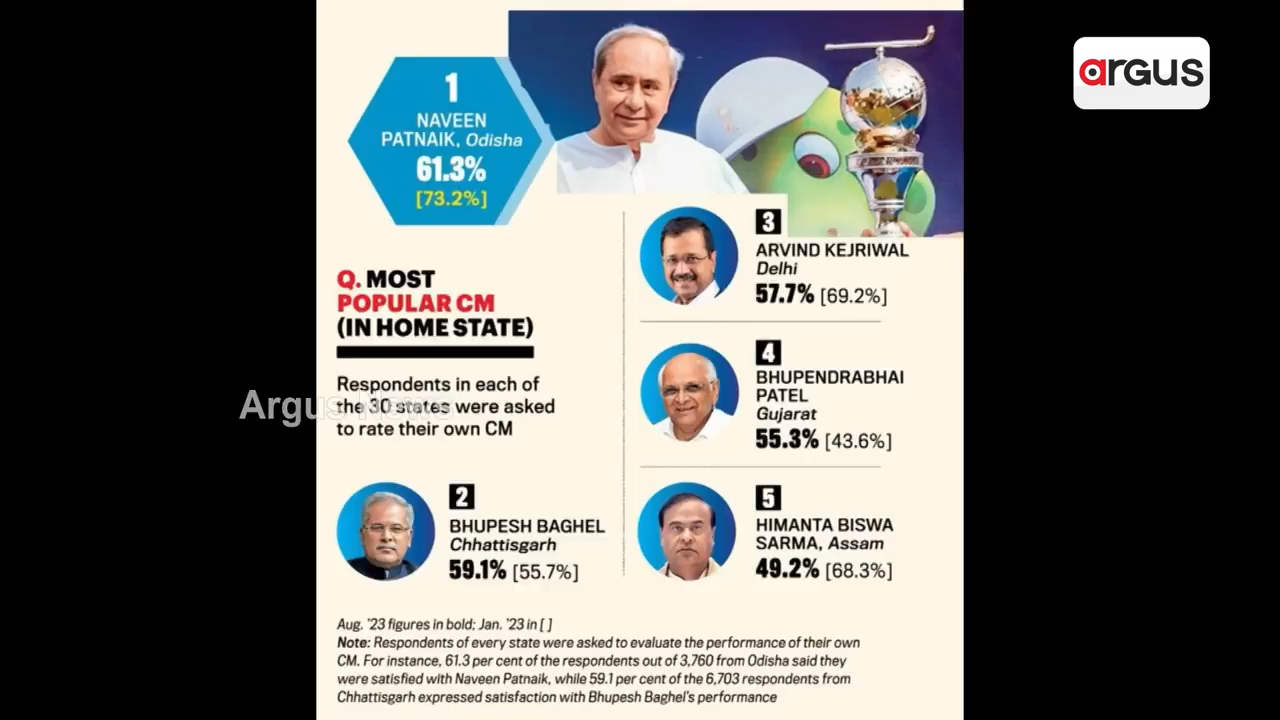 argus
1
NAVEEN
PATNAIK, Odisha
61.3%
[73.2%]
Q. MOST
POPULAR CM
(IN HOME STATE)
Respondents in each of
the 30 states were asked
to rate their own CM
Argus News
2
BHUPESH BAGHEL
Chhattisgarh
59.1% [55.7%]
3
ARVIND KEJRIWAL
Delhi
57.7% [69.2%]
4
BHUPENDRABHAI
PATEL
Gujarat
55.3% [43.6%]
5
HIMANTA BISWA
SARMA, Assam
49.2% [68.3%]
Aug. '23 figures in bold; Jan. '23 in [ ]
Note: Respondents of every state were asked to evaluate the performance of their own
CM. For instance, 61.3 per cent of the respondents out of 3,760 from Odisha said they
were satisfied with Naveen Patnaik, while 59.1 per cent of the 6,703 respondents from
Chhattisgarh expressed satisfaction with Bhupesh Baghel's performance